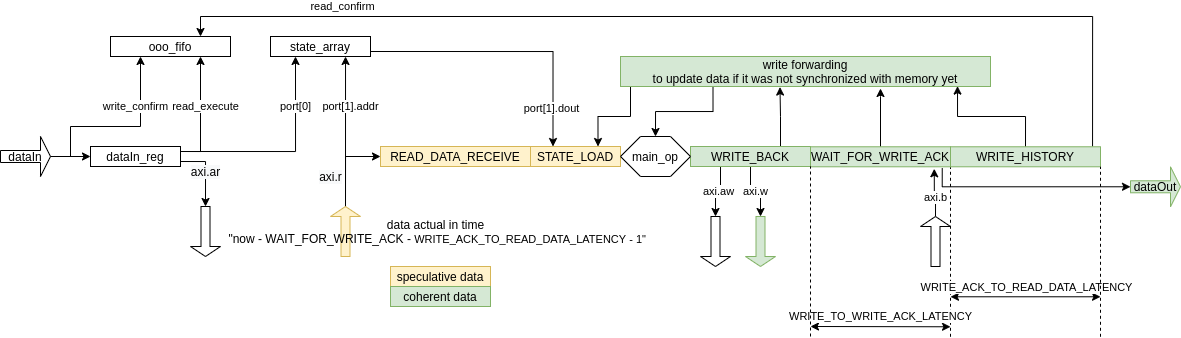 read_confirm
ooo_fifo
state_array
write forwarding
to update data if it was not synchronized with memory yet
write_confirm
read_execute
port[0]
port[1].addr
port[1].dout
dataIn
dataIn_reg
READ_DATA_RECEIVE
STATE_LOAD
main_op
WRITE_BACK
WAIT_FOR_WRITE_ACK
WRITE_HISTORY
axi.ar
axi.r
axi.aw
axi.w
axi.b
dataOut
data actual in time
"now - WAIT_FOR_WRITE_ACK - WRITE_ACK_TO_READ_DATA_LATENCY - 1"
speculative data
coherent data
WRITE_ACK_TO_READ_DATA_LATENCY
WRITE_TO_WRITE_ACK_LATENCY